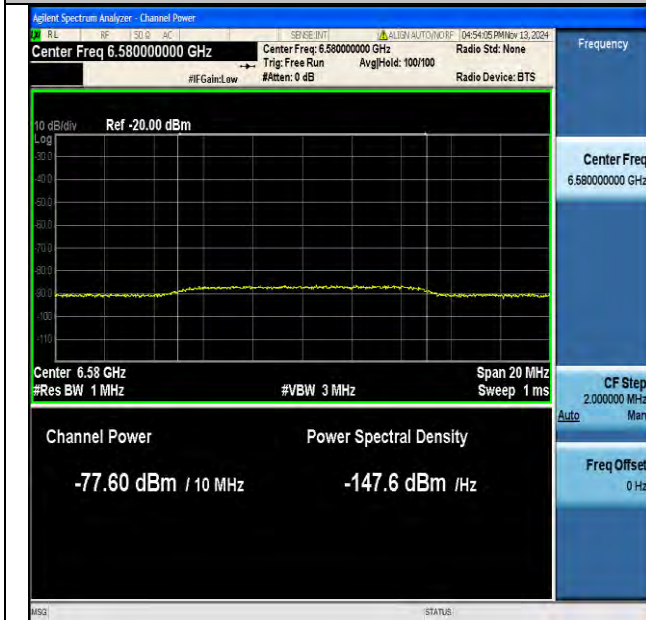 Agilent Spectrum Analyzer - Channel Power
RL RF 50 Ω AC SENSE:INT ALIGN AUTO/NO RF 04:54:05 PM Nov 13, 2024
Center Freq 6.580000000 GHz
Center Freq: 6.580000000 GHz Radio Std: None
Trig: Free Run Avg|Hold: 100/100
#IFGain:Low #Atten: 0 dB Radio Device: BTS
10 dB/div Ref -20.00 dBm
Log
-30.0
-40.0
-50.0
-60.0
-70.0
-80.0
-90.0
-100
-110
Center 6.58 GHz Span 20 MHz
#Res BW 1 MHz #VBW 3 MHz Sweep 1 ms
Channel Power Power Spectral Density
-77.60 dBm / 10 MHz -147.6 dBm /Hz
MSG STATUS
Frequency
Center Freq
6.580000000 GHz
CF Step
2.000000 MHz
Auto Man
Freq Offset
0 Hz